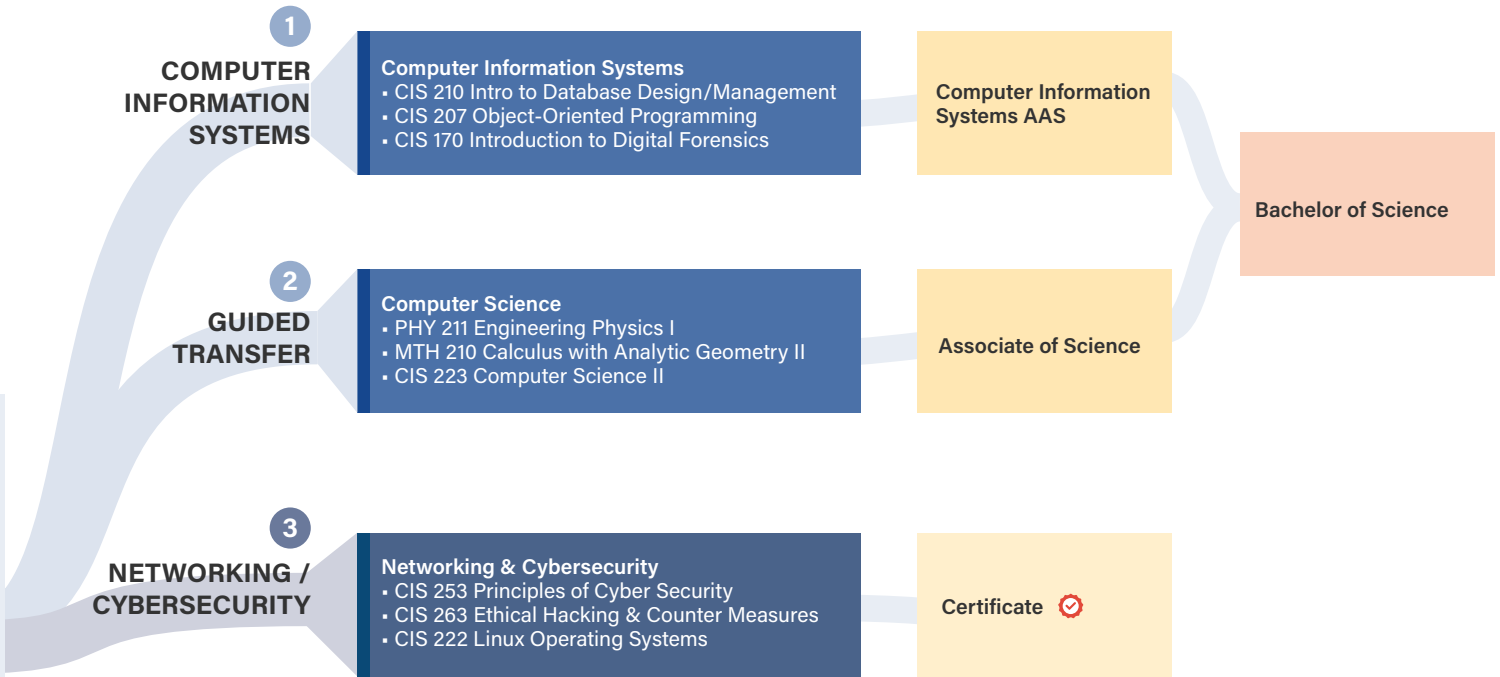 1
COMPUTER
INFORMATION
SYSTEMS
Computer Information Systems
▪ CIS 210 Intro to Database Design/Management
▪ CIS 207 Object-Oriented Programming
▪ CIS 170 Introduction to Digital Forensics
Computer Information
Systems AAS
Bachelor of Science
2
GUIDED
TRANSFER
Computer Science
▪ PHY 211 Engineering Physics I
▪ MTH 210 Calculus with Analytic Geometry II
▪ CIS 223 Computer Science II
Associate of Science
3
NETWORKING /
CYBERSECURITY
Networking & Cybersecurity
▪ CIS 253 Principles of Cyber Security
▪ CIS 263 Ethical Hacking & Counter Measures
▪ CIS 222 Linux Operating Systems
Certificate